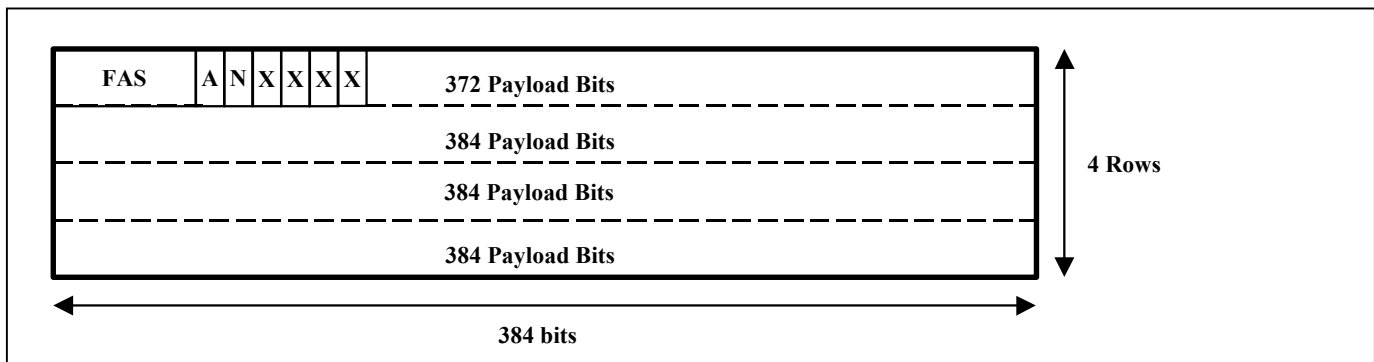 FAS A N X X X X 372 Payload Bits
384 Payload Bits
4 Rows
384 Payload Bits
384 Payload Bits
384 bits